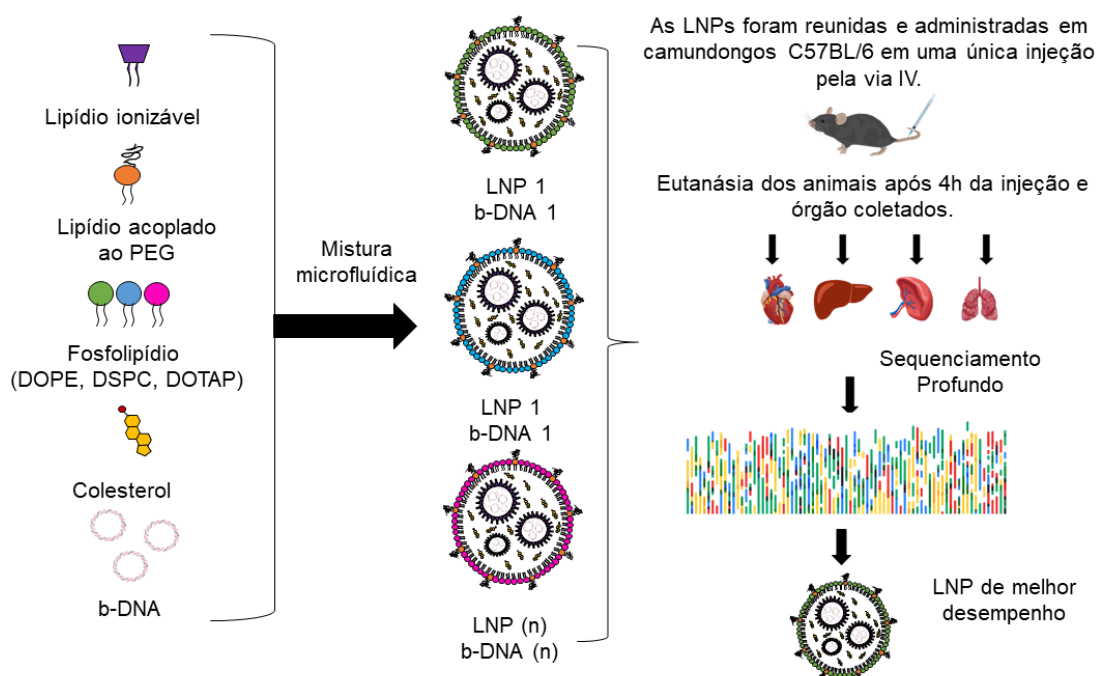 Lipídio ionizável
Lipídio acoplado
ao PEG
Fosfolipídio
(DOPE, DSPC, DOTAP)
Colesterol
b-DNA
Mistura
microfluídica
LNP 1
b-DNA 1
LNP 1
b-DNA 1
LNP (n)
b-DNA (n)
As LNPs foram reunidas e administradas em
camundongos C57BL/6 em uma única injeção
pela via IV.
Eutanásia dos animais após 4h da injeção e
órgão coletados.
Sequenciamento
Profundo
LNP de melhor
desempenho